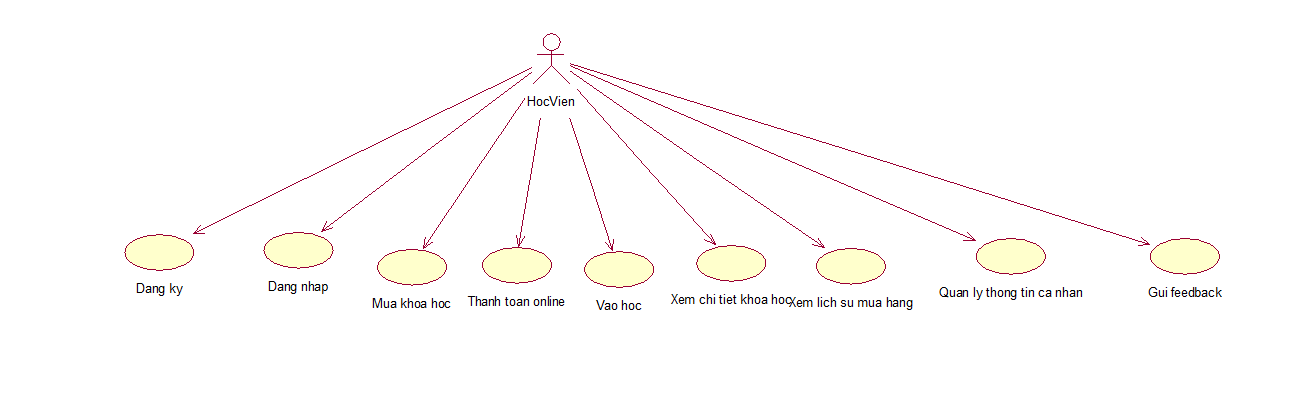 HocVien
Dang ky
Dang nhap
Mua khoa hoc
Thanh toan online
Vao hoc
Xem chi tiet khoa hoc
Xem lich su mua hang
Quan ly thong tin ca nhan
Gui feedback